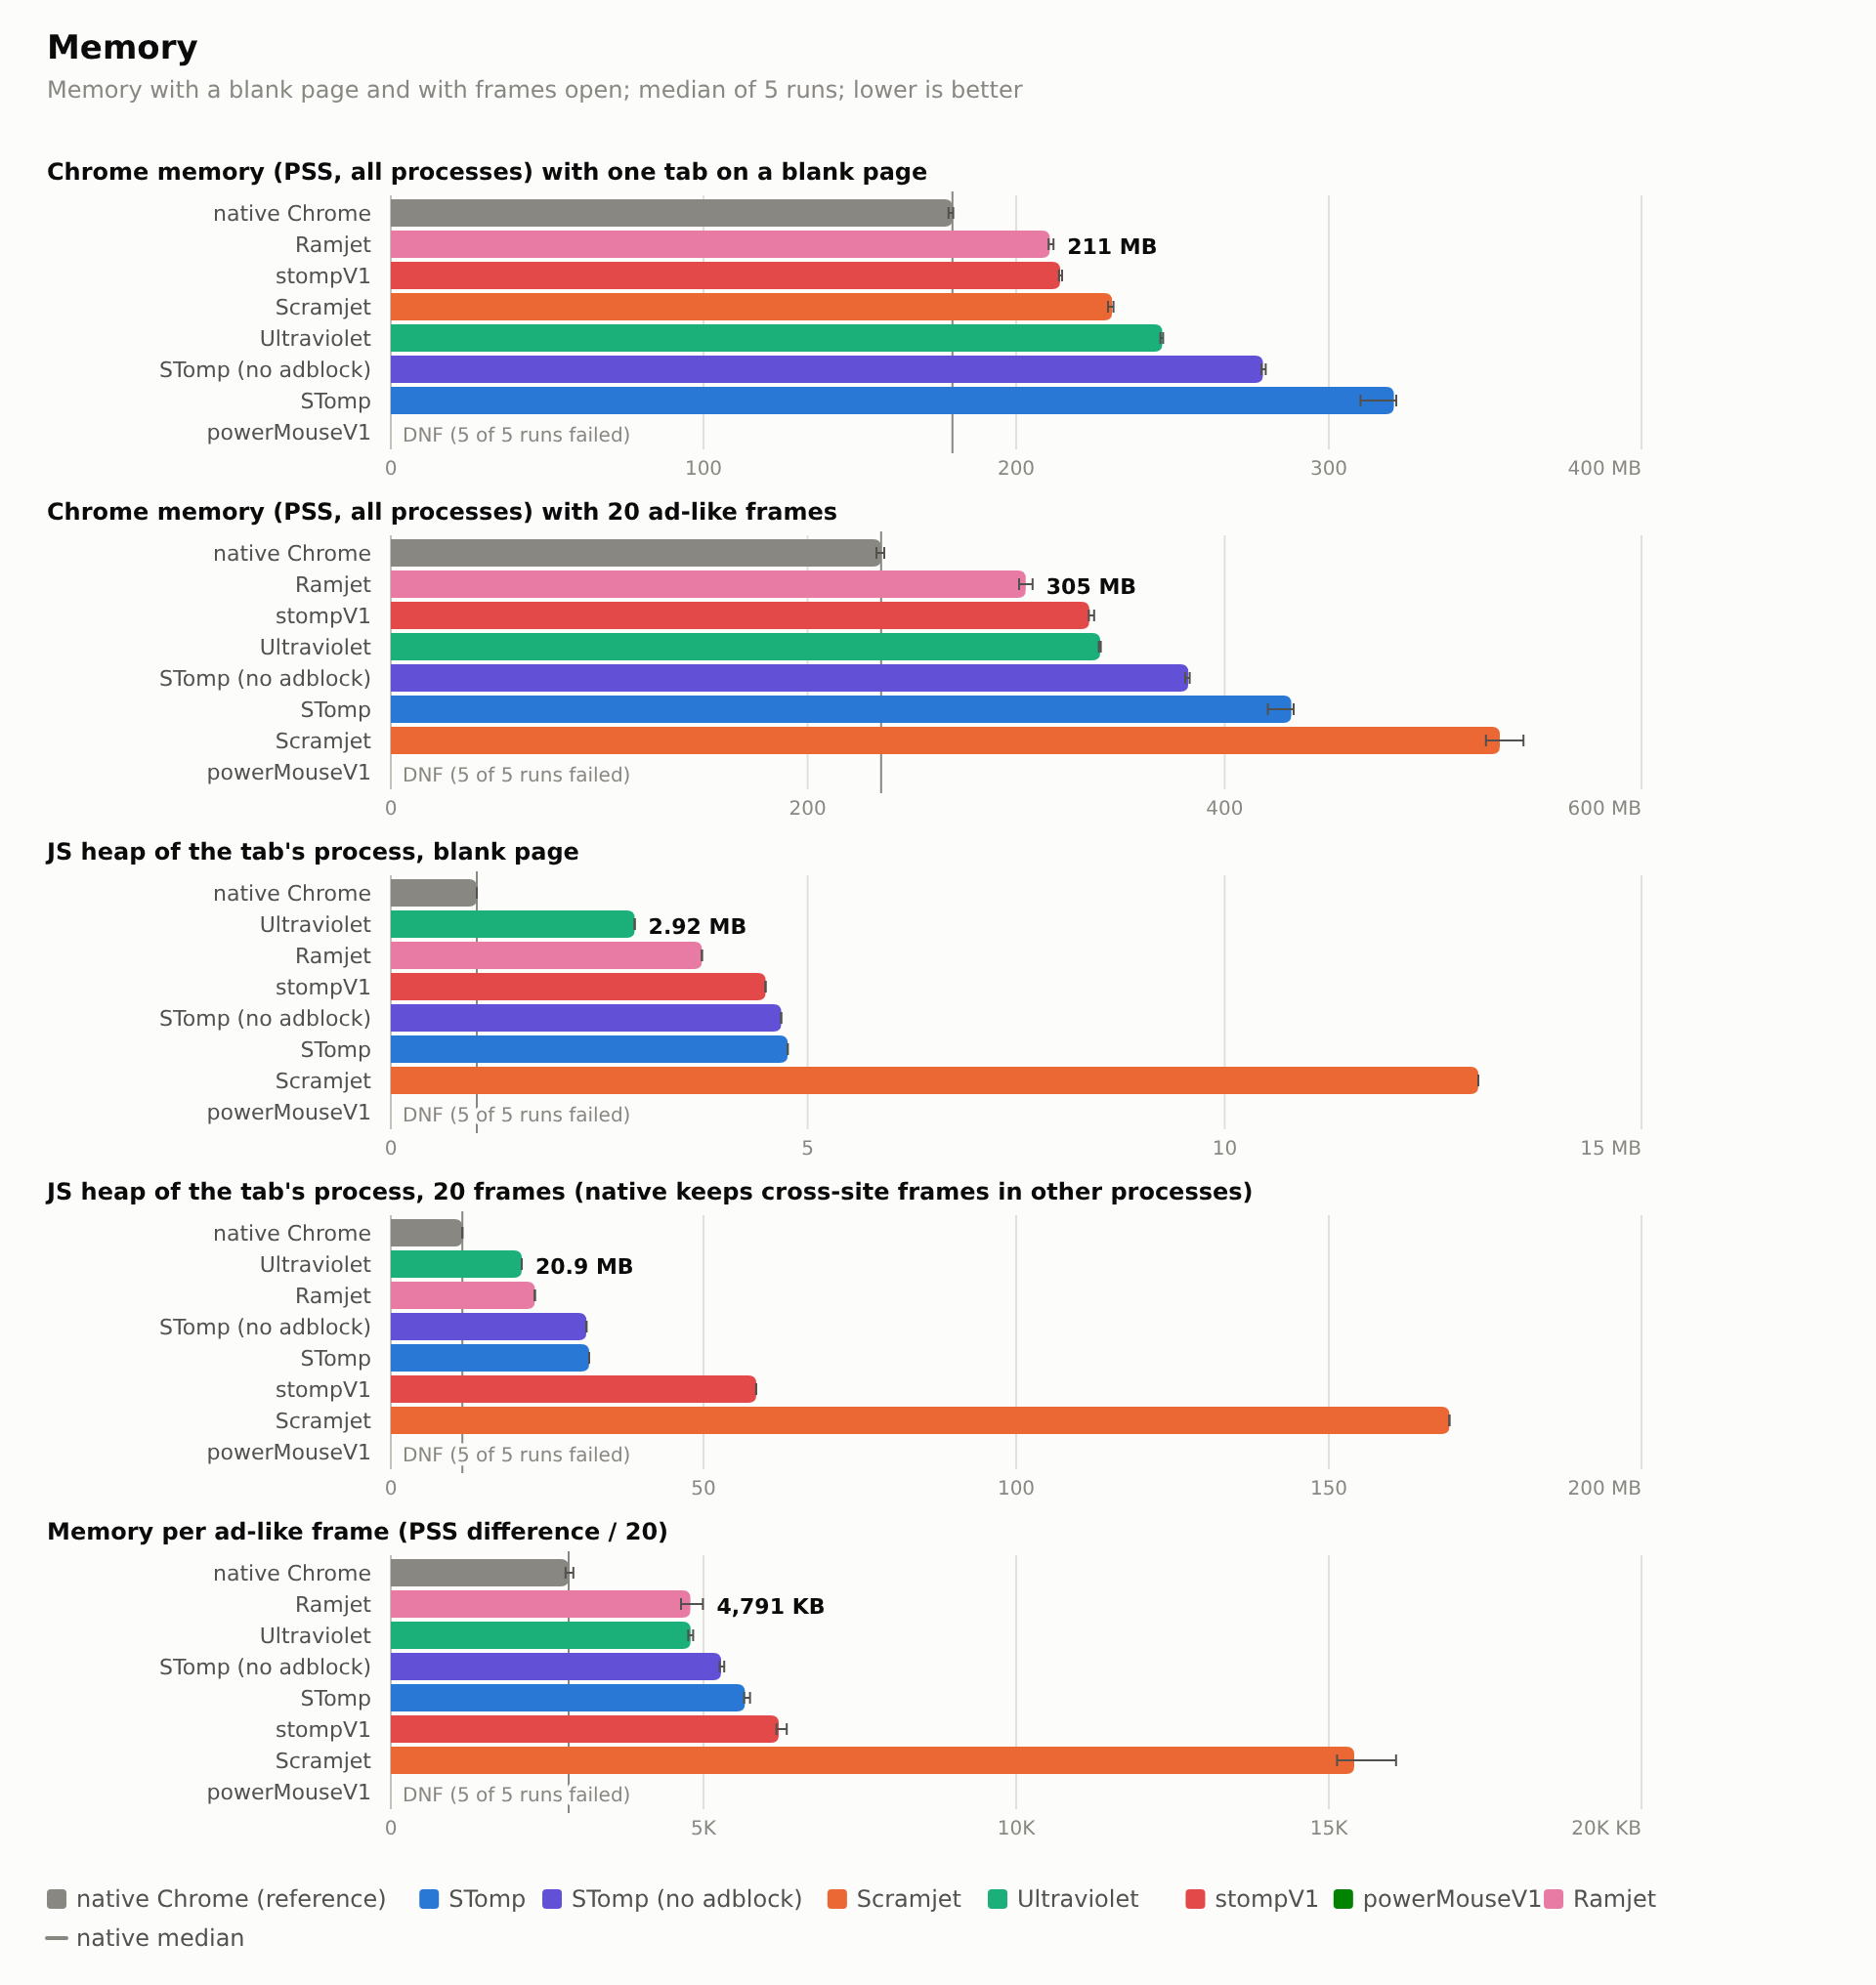 Memory
Memory with a blank page and with frames open; median of 5 runs; lower is better
Chrome memory (PSS, all processes) with one tab on a blank page
native Chrome
Ramjet 211 MB
stompV1
Scramjet
Ultraviolet
STomp (no adblock)
STomp
powerMouseV1 DNF (5 of 5 runs failed)
0 100 200 300 400 MB
Chrome memory (PSS, all processes) with 20 ad-like frames
native Chrome
Ramjet 305 MB
stompV1
Ultraviolet
STomp (no adblock)
STomp
Scramjet
powerMouseV1 DNF (5 of 5 runs failed)
0 200 400 600 MB
JS heap of the tab's process, blank page
native Chrome
Ultraviolet 2.92 MB
Ramjet
stompV1
STomp (no adblock)
STomp
Scramjet
powerMouseV1 DNF (5 of 5 runs failed)
0 5 10 15 MB
JS heap of the tab's process, 20 frames (native keeps cross-site frames in other processes)
native Chrome
Ultraviolet 20.9 MB
Ramjet
STomp (no adblock)
STomp
stompV1
Scramjet
powerMouseV1 DNF (5 of 5 runs failed)
0 50 100 150 200 MB
Memory per ad-like frame (PSS difference / 20)
native Chrome
Ramjet 4,791 KB
Ultraviolet
STomp (no adblock)
STomp
stompV1
Scramjet
powerMouseV1 DNF (5 of 5 runs failed)
0 5K 10K 15K 20K KB
native Chrome (reference) STomp STomp (no adblock) Scramjet Ultraviolet stompV1 powerMouseV1 Ramjet
native median